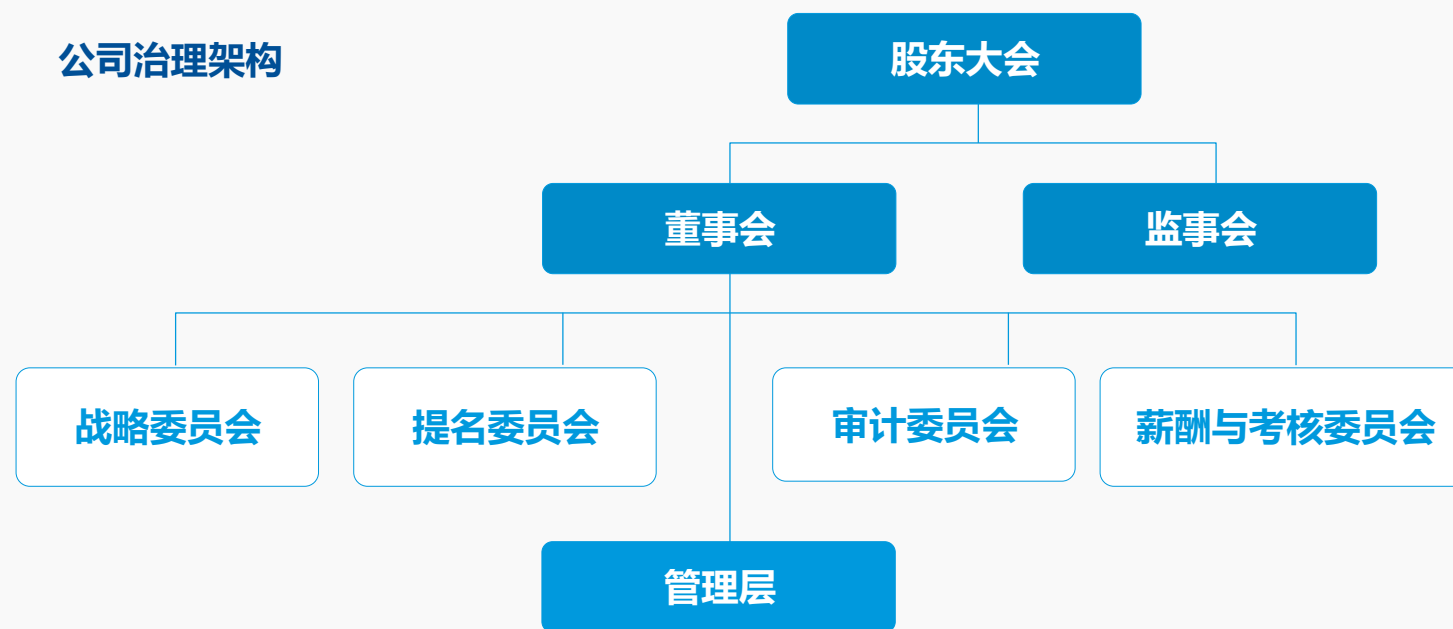 公司治理架构
股东大会
董事会
监事会
战略委员会
提名委员会
审计委员会
薪酬与考核委员会
管理层